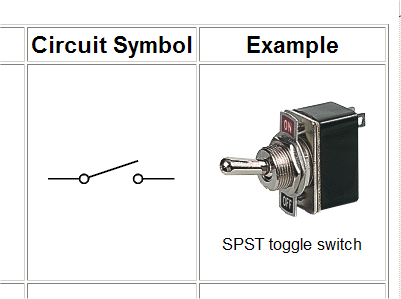 Circuit Symbol
Example
ON
OFF
SPST toggle switch